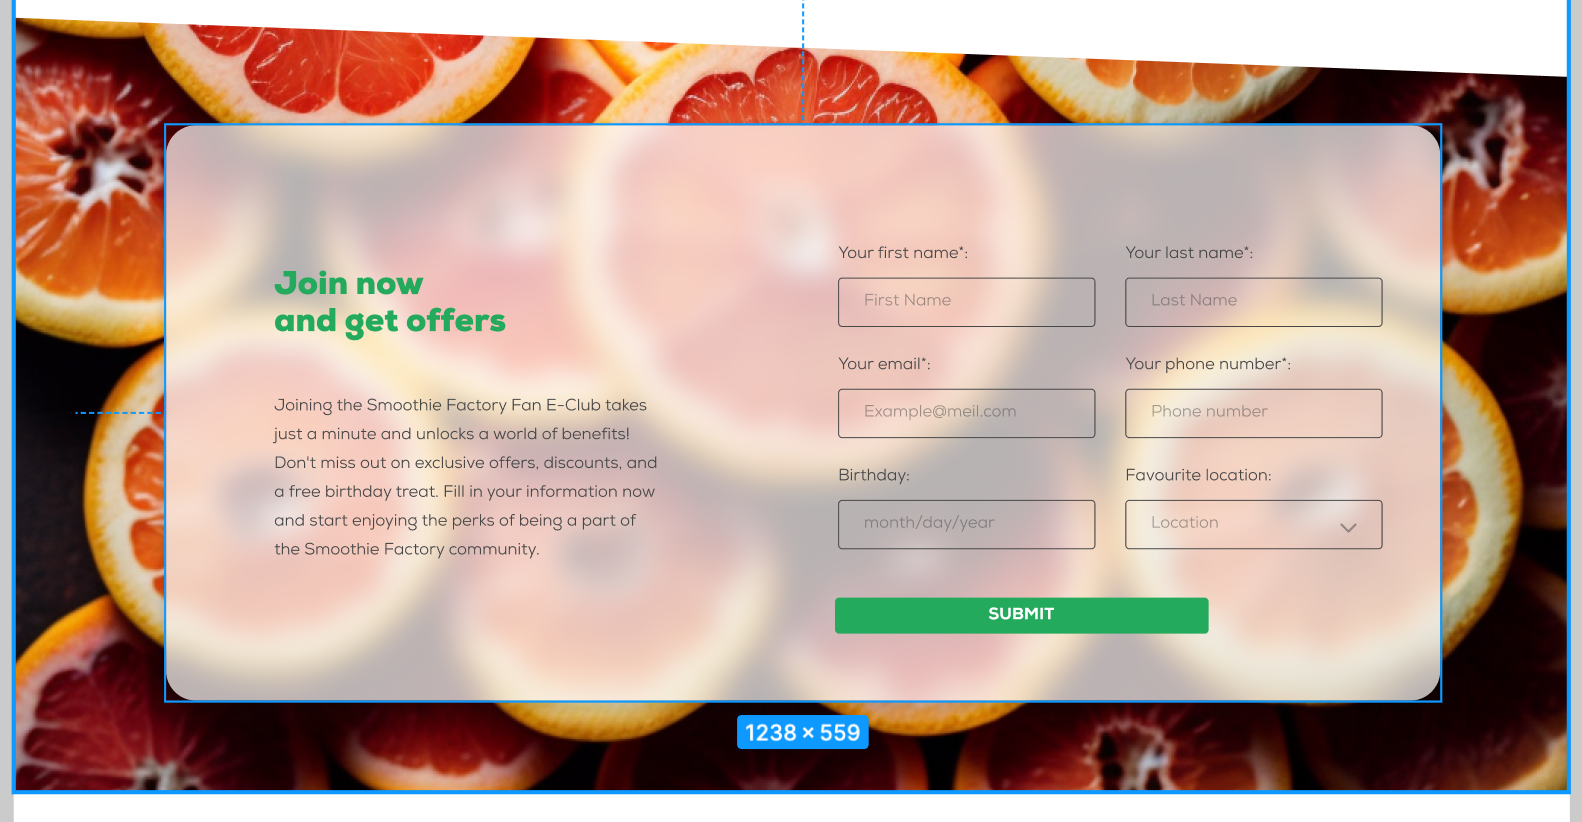 Join now
and get offers
Joining the Smoothie Factory Fan E-Club takes
just a minute and unlocks a world of benefits!
Don't miss out on exclusive offers, discounts, and
a free birthday treat. Fill in your information now
and start enjoying the perks of being a part of
the Smoothie Factory community.
Your first name*:
First Name
Your last name*:
Last Name
Your email*:
Example@meil.com
Your phone number*:
Phone number
Birthday:
month/day/year
Favourite location:
Location
SUBMIT
1238 × 559